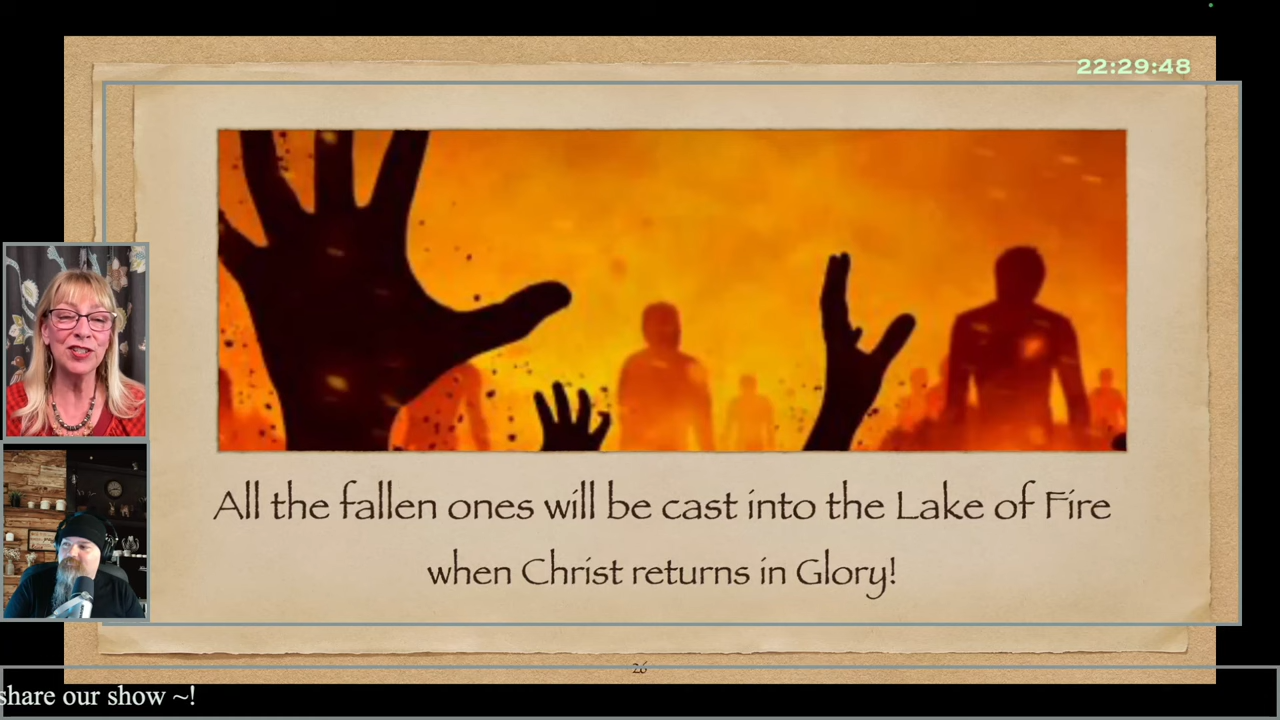 22:29:48
All the fallen ones will be cast into the Lake of Fire
when Christ returns in Glory!
26
share our show ~!